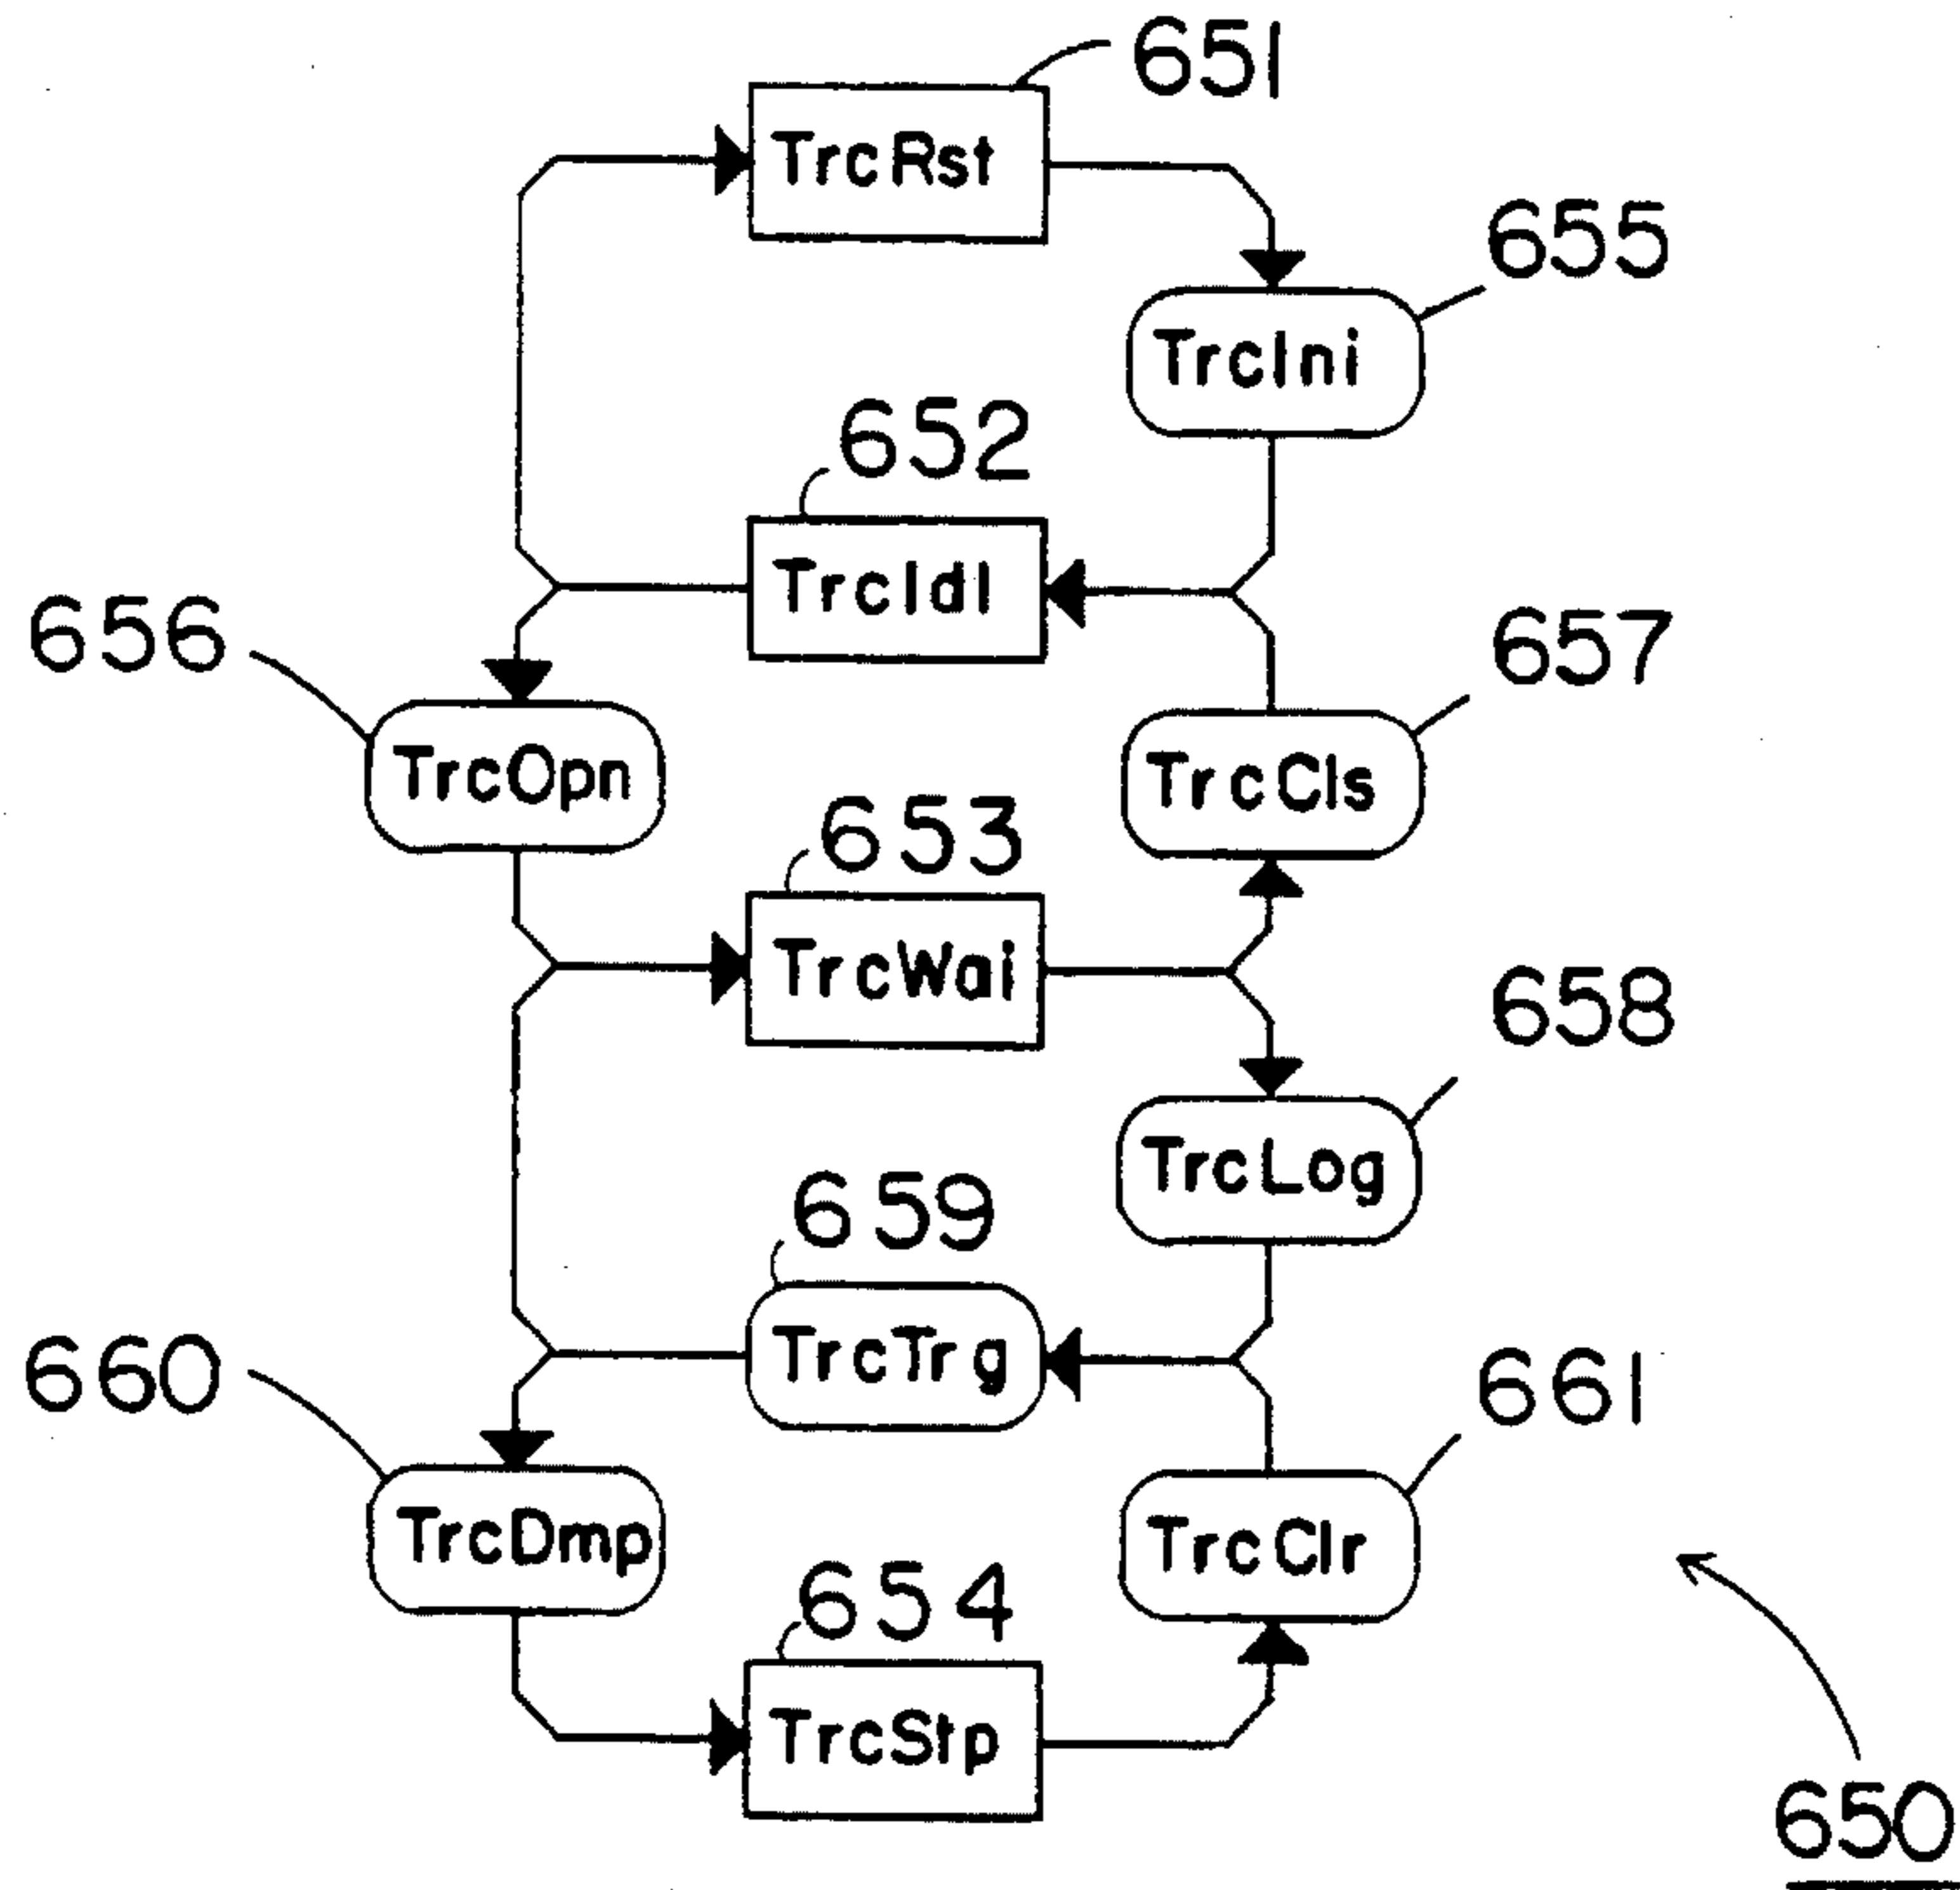 651
TrcRst
655
TrcIni
652
TrcIdl
656
657
TrcOpn
TrcCls
653
TrcWai
658
TrcLog
659
TrcTrg
660
661
TrcDmp
TrcClr
654
TrcStp
650